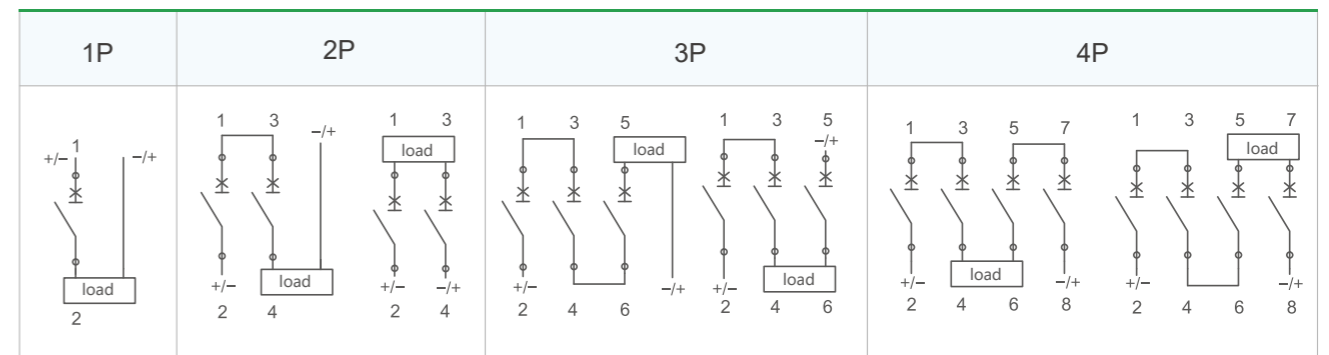 1P 2P 3P 4P
1
+/– –/+
load
2
1 3 –/+
load
+/–
2 4
1 3
load
+/– –/+
2 4
1 3 5
load
+/– –/+
2 4 6
1 3 5
–/+
load
+/–
2 4 6
1 3 5 7
load
+/– –/+
2 4 6 8
1 3 5 7
load
+/– –/+
2 4 6 8